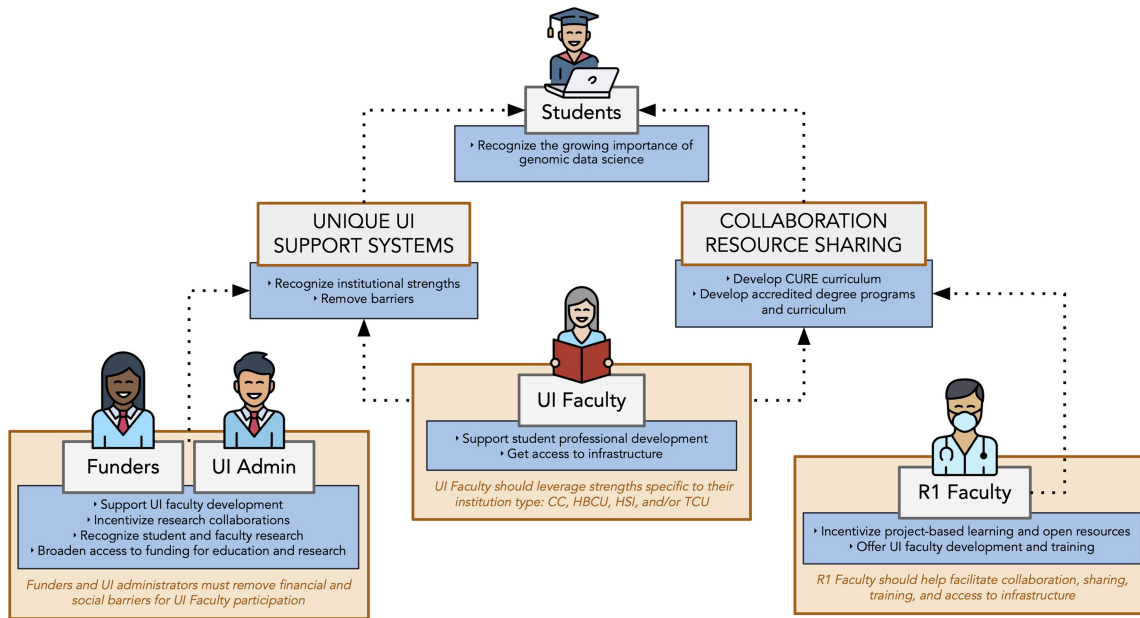 Students
‣ Recognize the growing importance of
genomic data science
UNIQUE UI
SUPPORT SYSTEMS
‣ Recognize institutional strengths
‣ Remove barriers
COLLABORATION
RESOURCE SHARING
‣ Develop CURE curriculum
‣ Develop accredited degree programs
and curriculum
Funders
UI Admin
‣ Support UI faculty development
‣ Incentivize research collaborations
‣ Recognize student and faculty research
‣ Broaden access to funding for education and research
Funders and UI administrators must remove financial and
social barriers for UI Faculty participation
UI Faculty
‣ Support student professional development
‣ Get access to infrastructure
UI Faculty should leverage strengths specific to their
institution type: CC, HBCU, HSI, and/or TCU
R1 Faculty
‣ Incentivize project-based learning and open resources
‣ Offer UI faculty development and training
R1 Faculty should help facilitate collaboration, sharing,
training, and access to infrastructure